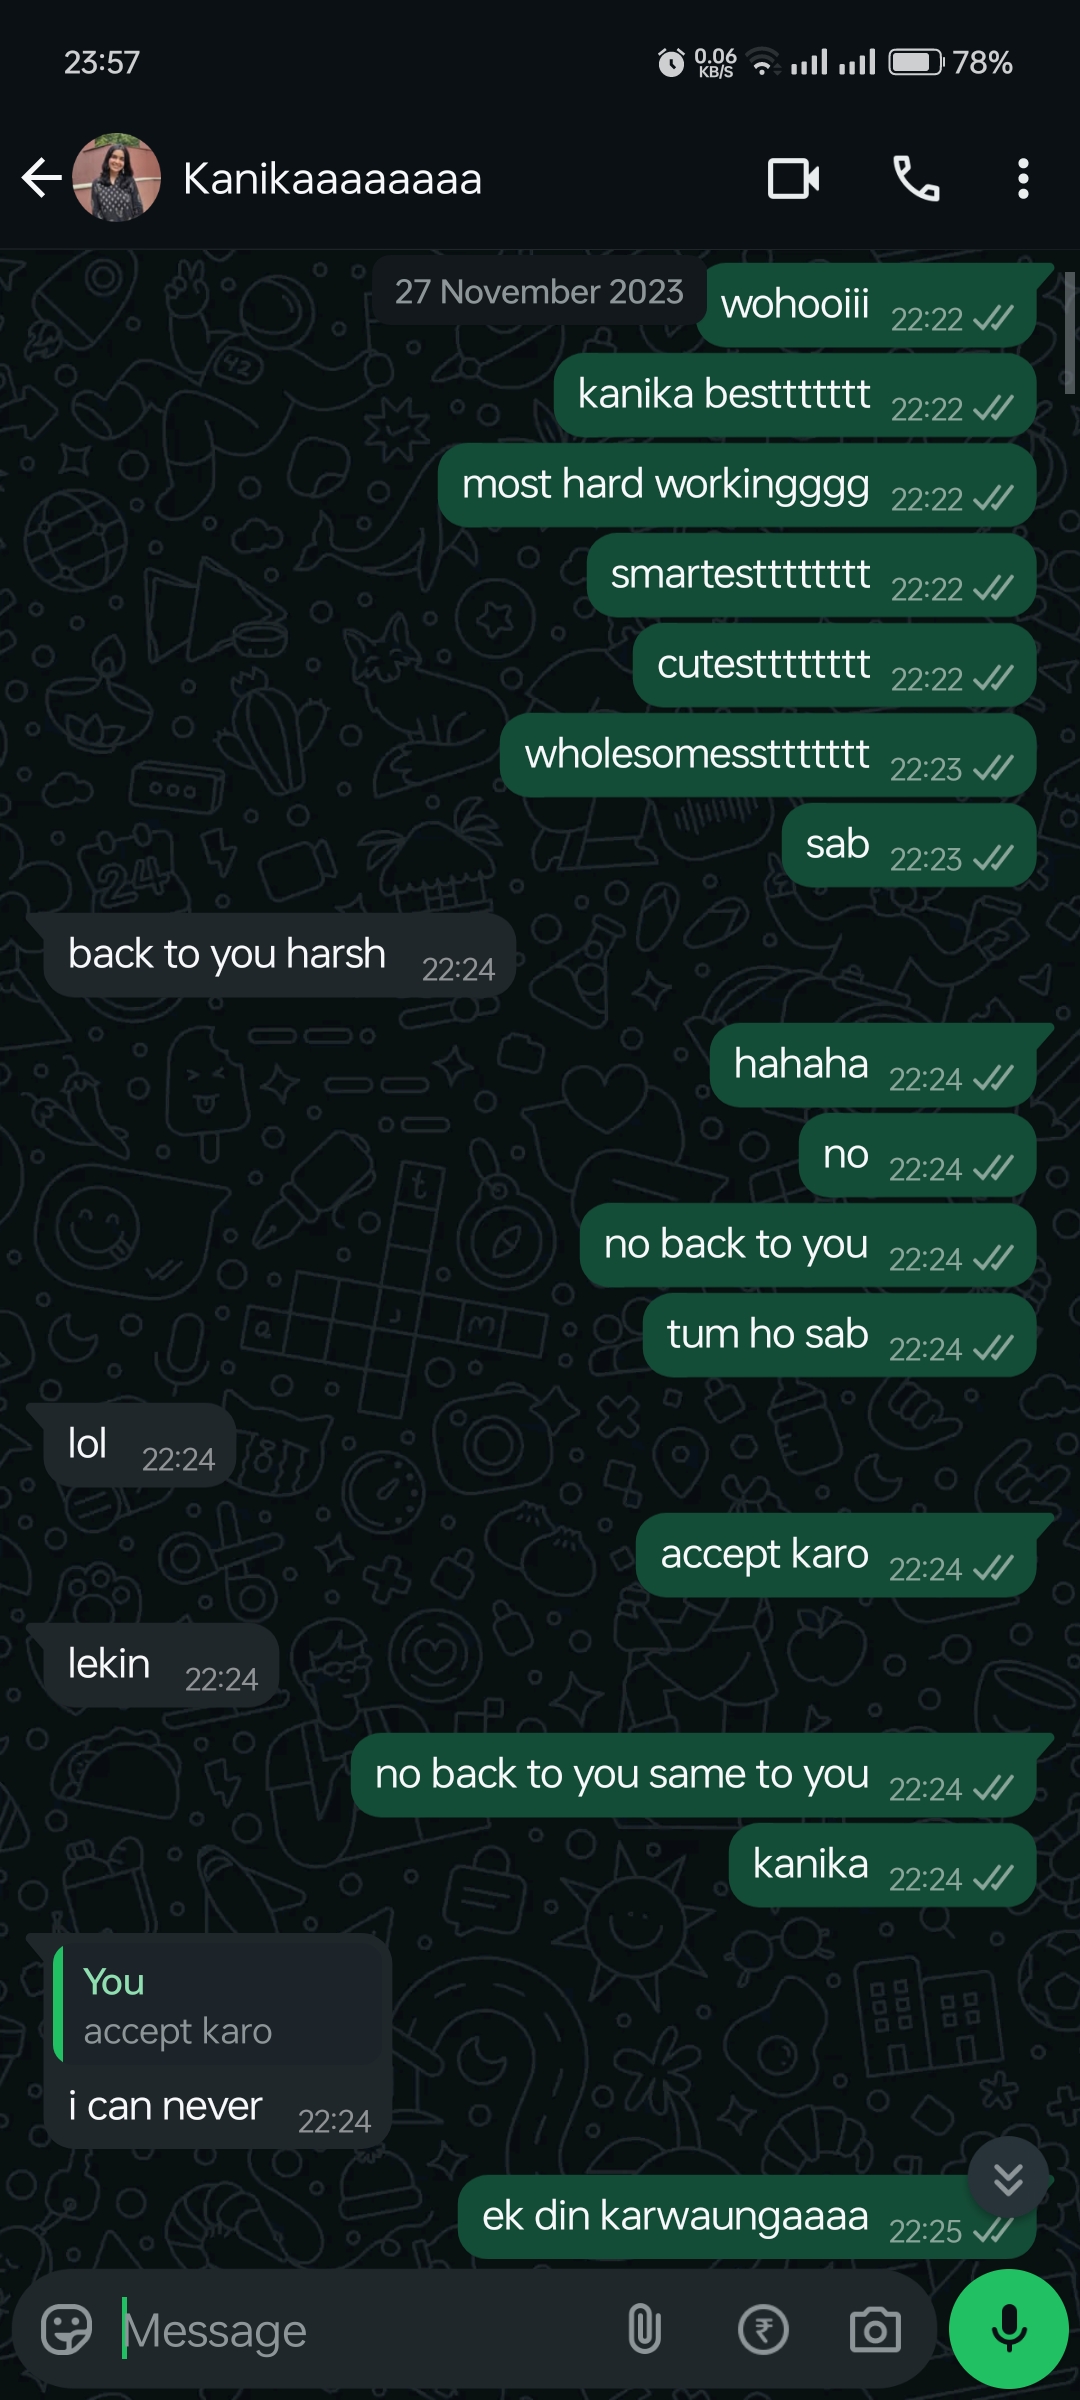 23:57
0.06
KB/S
78%
Kanikaaaaaaaa
27 November 2023
wohooiii 22:22
kanika besttttttt 22:22
most hard workingggg 22:22
smartestttttttt 22:22
cutestttttttt 22:22
wholesomessttttttt 22:23
sab 22:23
back to you harsh 22:24
hahaha 22:24
no 22:24
no back to you 22:24
tum ho sab 22:24
lol 22:24
accept karo 22:24
lekin 22:24
no back to you same to you 22:24
kanika 22:24
You
accept karo
i can never 22:24
ek din karwaungaaaa 22:25
Message